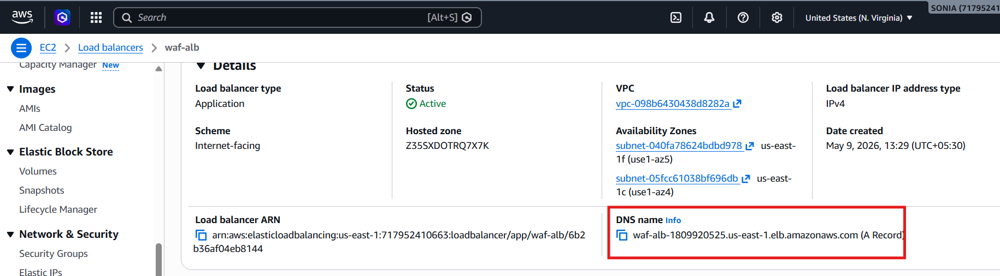 aws
Search
[Alt+S]
United States (N. Virginia)
SONIA (71795241
EC2
Load balancers
waf-alb
Capacity Manager New
Images
AMIs
AMI Catalog
Elastic Block Store
Volumes
Snapshots
Lifecycle Manager
Network & Security
Security Groups
Elastic IPs
Details
Load balancer type
Application
Status
Active
VPC
vpc-098b6430438d8282a
Load balancer IP address type
IPv4
Scheme
Internet-facing
Hosted zone
Z35SXDOTRQ7X7K
Availability Zones
subnet-040fa78624bdbd978 us-east-
1f (use1-az5)
subnet-05fcc61038bf696db us-east-
1c (use1-az4)
Date created
May 9, 2026, 13:29 (UTC+05:30)
Load balancer ARN
arn:aws:elasticloadbalancing:us-east-1:717952410663:loadbalancer/app/waf-alb/6b2
b36af04eb8144
DNS name Info
waf-alb-1809920525.us-east-1.elb.amazonaws.com (A Record)